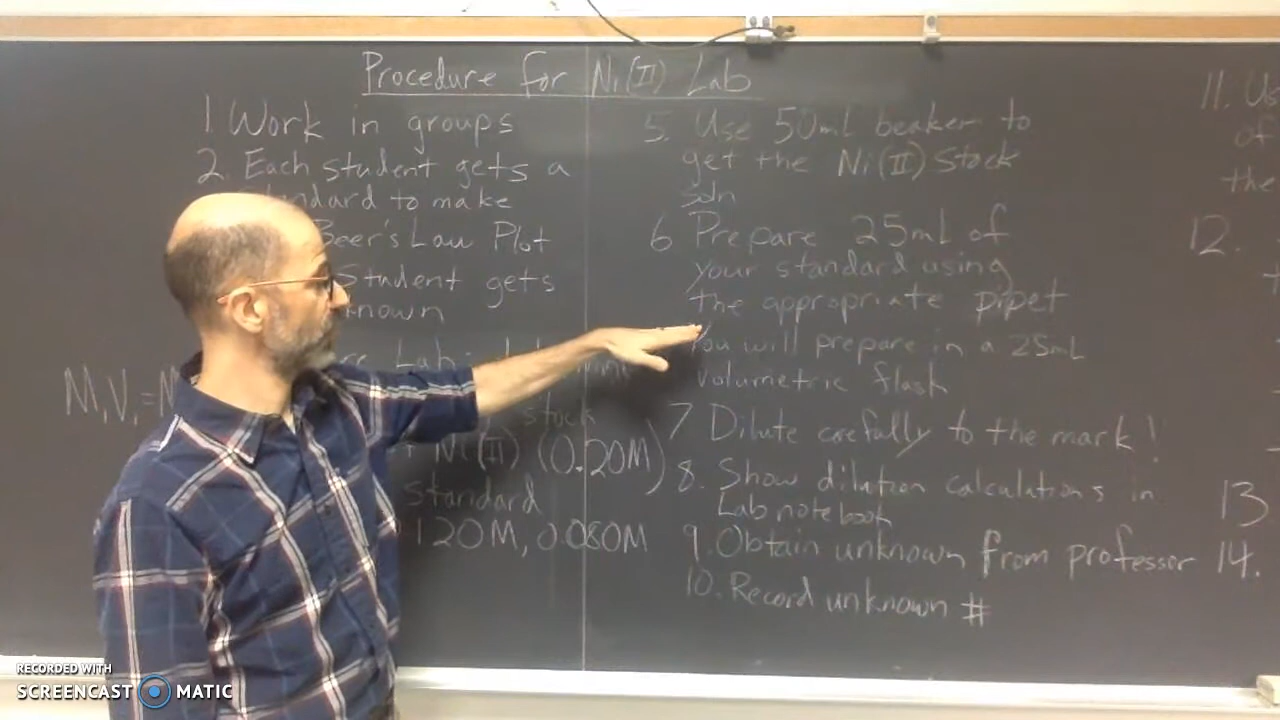 Procedure for Ni(II) Lab
1. Work in groups
2. Each student gets a
standard to make
Beer's Law Plot
Student gets
known
Lab:
M₁V₁=M
stock
Ni(II) (0.20M)
standard
120M, 0.080M
5. Use 50mL beaker to
get the Ni(II) Stock
Soln
6 Prepare 25mL of
your standard using
the appropriate pipet
You will prepare in a 25mL
volumetric flask
7 Dilute carefully to the mark!
8. Show dilution calculations in
Lab notebook
9. Obtain unknown from professor
10. Record unknown #
11. Us
of
the
12.
13
14.
RECORDED WITH
SCREENCAST MATIC